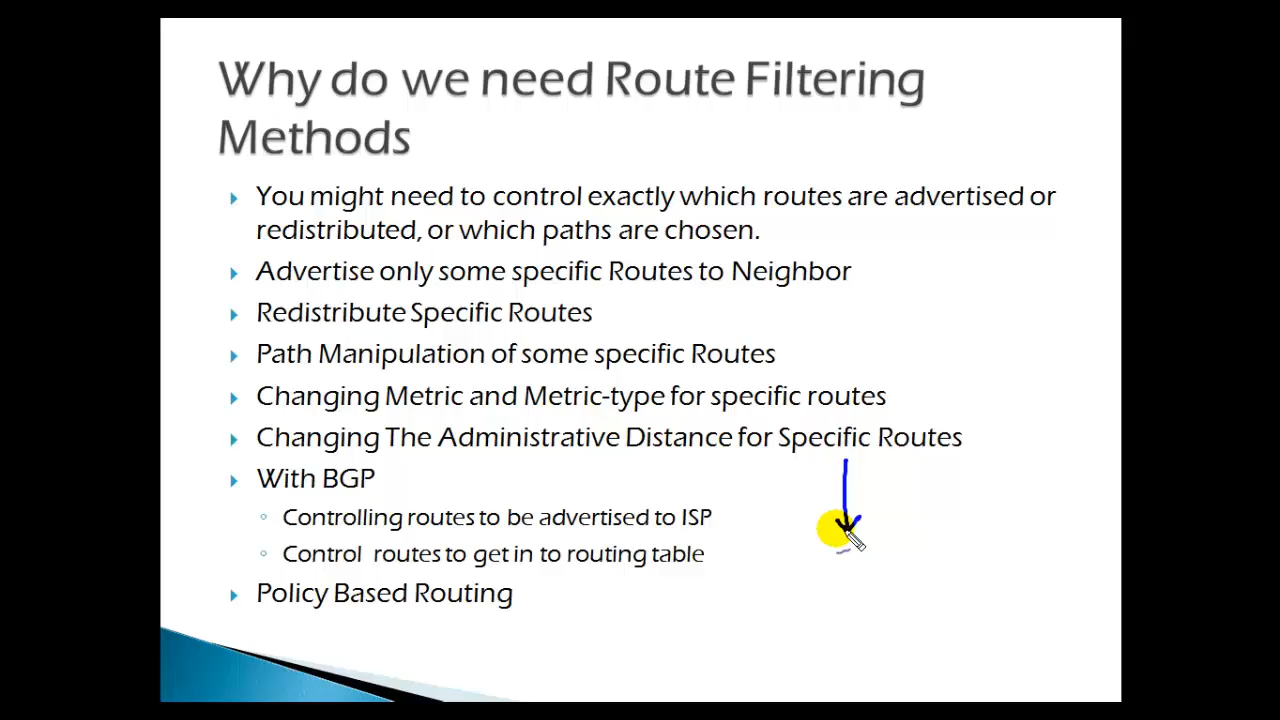 Why do we need Route Filtering
Methods
You might need to control exactly which routes are advertised or
redistributed, or which paths are chosen.
Advertise only some specific Routes to Neighbor
Redistribute Specific Routes
Path Manipulation of some specific Routes
Changing Metric and Metric-type for specific routes
Changing The Administrative Distance for Specific Routes
With BGP
Controlling routes to be advertised to ISP
Control routes to get in to routing table
Policy Based Routing